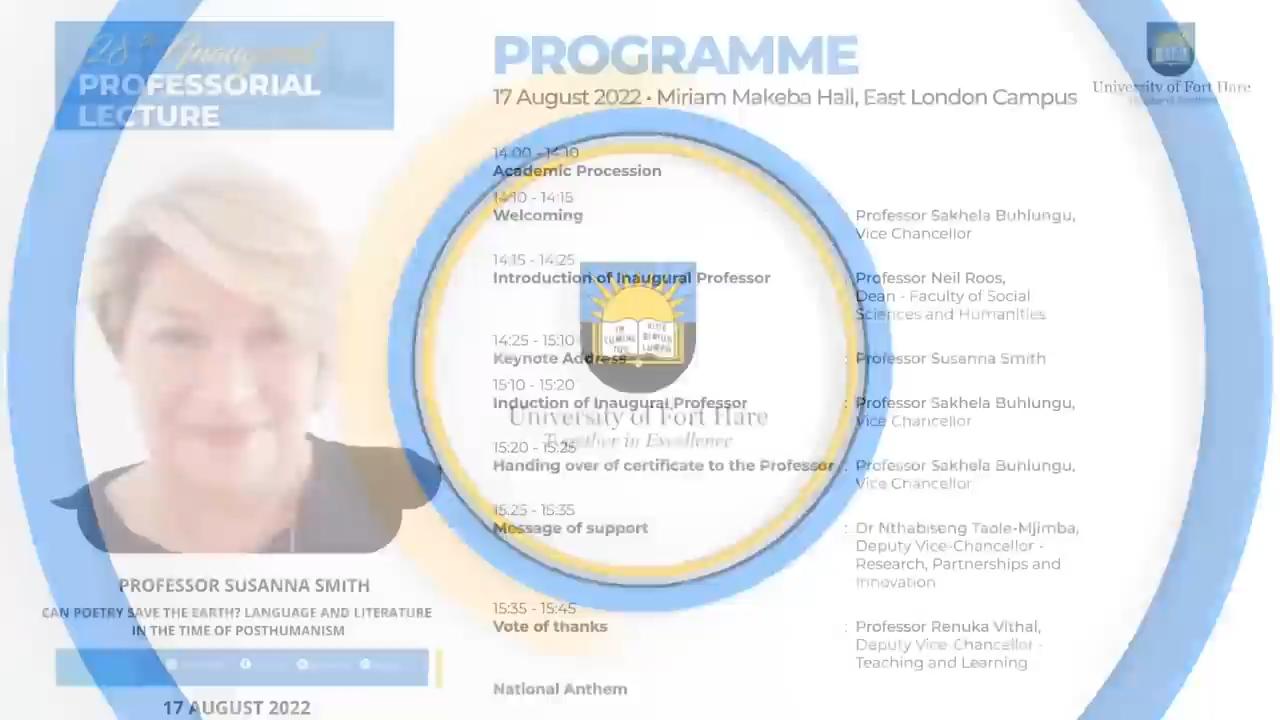 28th Inaugural
PROFESSORIAL
LECTURE
PROFESSOR SUSANNA SMITH
CAN POETRY SAVE THE EARTH? LANGUAGE AND LITERATURE
IN THE TIME OF POSTHUMANISM
17 AUGUST 2022
PROGRAMME
17 August 2022 • Miriam Makeba Hall, East London Campus
14:00 - 14:10
Academic Procession
14:10 - 14:15
Welcoming : Professor Sakhela Buhlungu,
Vice Chancellor
14:15 - 14:25
Introduction of Inaugural Professor : Professor Neil Roos,
Dean - Faculty of Social
Sciences and Humanities
14:25 - 15:10
Keynote Address : Professor Susanna Smith
15:10 - 15:20
Induction of Inaugural Professor : Professor Sakhela Buhlungu,
Vice Chancellor
15:20 - 15:25
Handing over of certificate to the Professor : Professor Sakhela Buhlungu,
Vice Chancellor
15:25 - 15:35
Message of support : Dr Nthabiseng Taole-Mjimba,
Deputy Vice-Chancellor -
Research, Partnerships and
Innovation
15:35 - 15:45
Vote of thanks : Professor Renuka Vithal,
Deputy Vice-Chancellor -
Teaching and Learning
National Anthem
University of Fort Hare
Together in Excellence
IN LUMINE TUO VIDEBIMUS LUMEN
University of Fort Hare